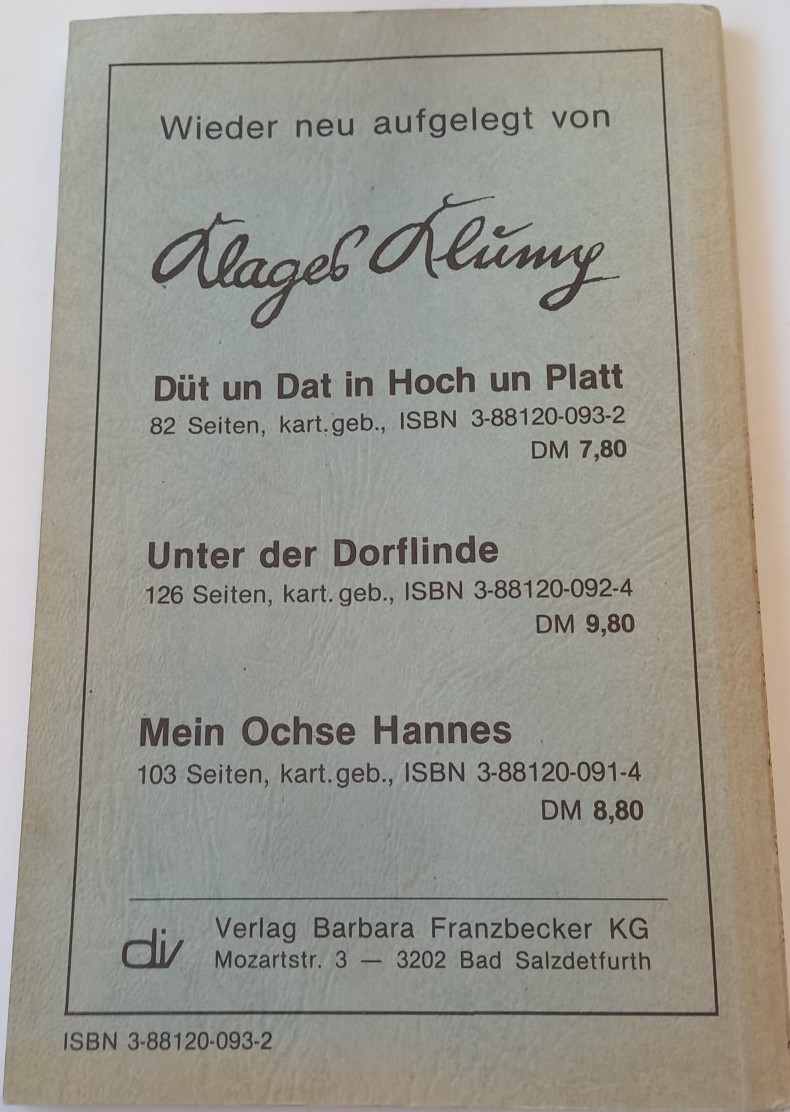 Wieder neu aufgelegt von
Klages
Düt un Dat in Hoch un Platt
82 Seiten, kart.geb., ISBN 3-88120-093-2
DM 7,80
Unter der Dorflinde
126 Seiten, kart.geb., ISBN 3-88120-092-4
DM 9,80
Mein Ochse Hannes
103 Seiten, kart.geb., ISBN 3-88120-091-4
DM 8,80
div
Verlag Barbara Franzbecker KG
Mozartstr. 3 — 3202 Bad Salzdetfurth
ISBN 3-88120-093-2